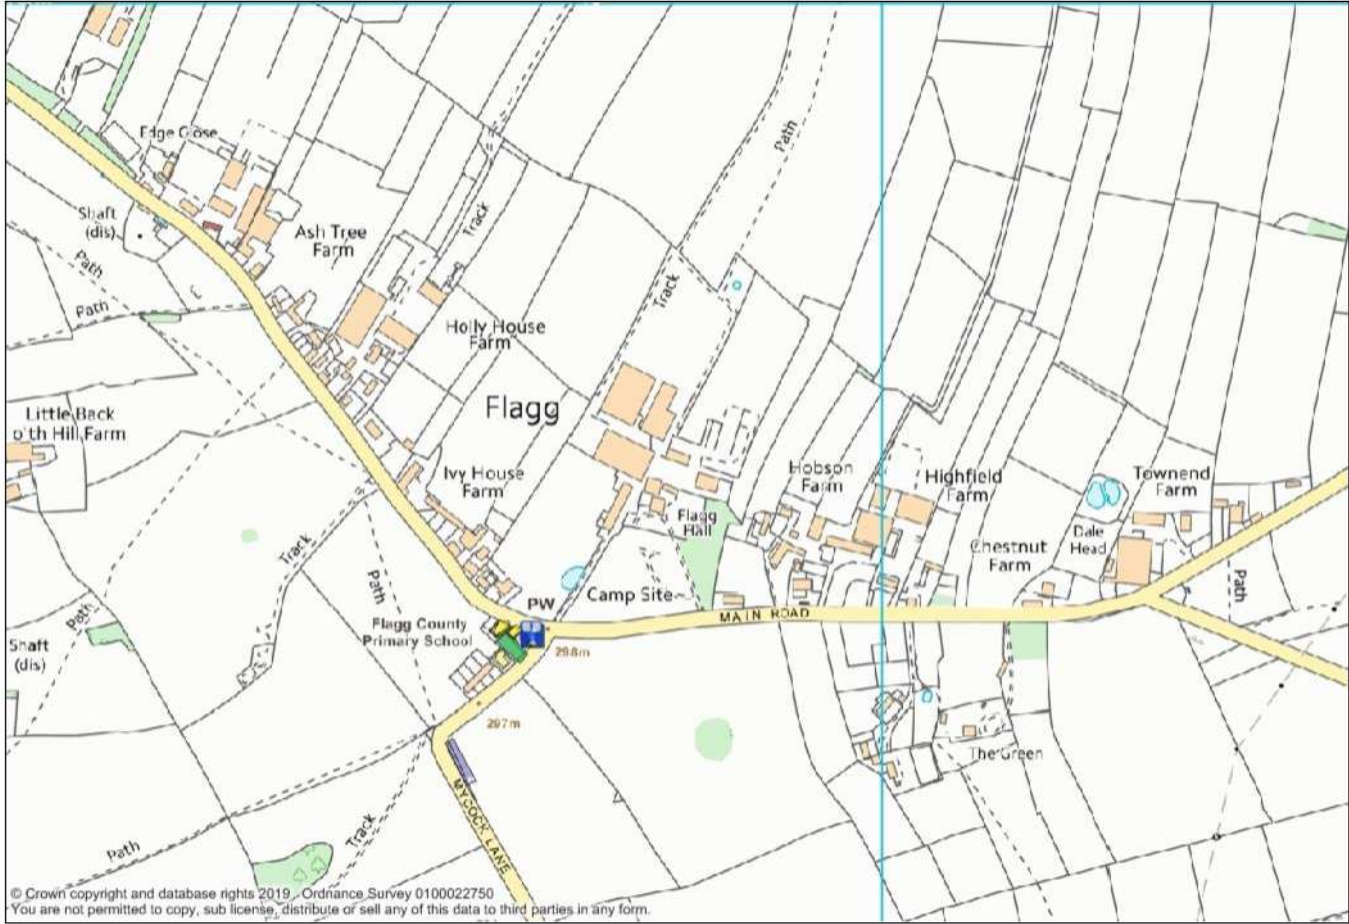 Edge Close
Shaft
(dis)
Path
Path
Ash Tree
Farm
Track
Path
Holly House
Farm
Track
Little Back
o'th Hill Farm
Flagg
Ivy House
Farm
Hobson
Farm
Highfield
Farm
Townend
Farm
Flagg
Hall
Dale
Head
Chestnut
Farm
Track
Path
Path
Path
Camp Site
PW
MAIN ROAD
Flagg County
Primary School
298m
Shaft
(dis)
297m
The Green
MYCOCK LANE
Track
Path
© Crown copyright and database rights 2019 . Ordnance Survey 0100022750
You are not permitted to copy, sub license, distribute or sell any of this data to third parties in any form.